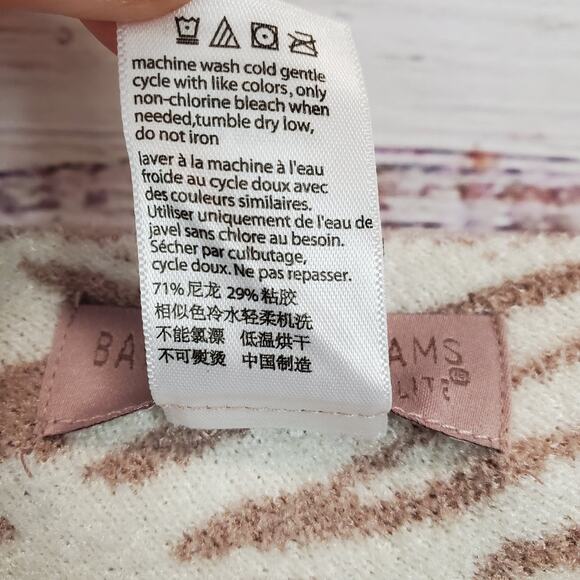 machine wash cold gentle
cycle with like colors, only
non-chlorine bleach when
needed,tumble dry low,
do not iron
laver à la machine à l'eau
froide au cycle doux avec
des couleurs similaires.
Utiliser uniquement de l'eau de
javel sans chlore au besoin.
Sécher par culbutage,
cycle doux. Ne pas repasser.
71% 尼龙 29% 粘胶
相似色冷水轻柔机洗
不能氯漂 低温烘干
不可熨烫 中国制造
BA AMS
LITE®